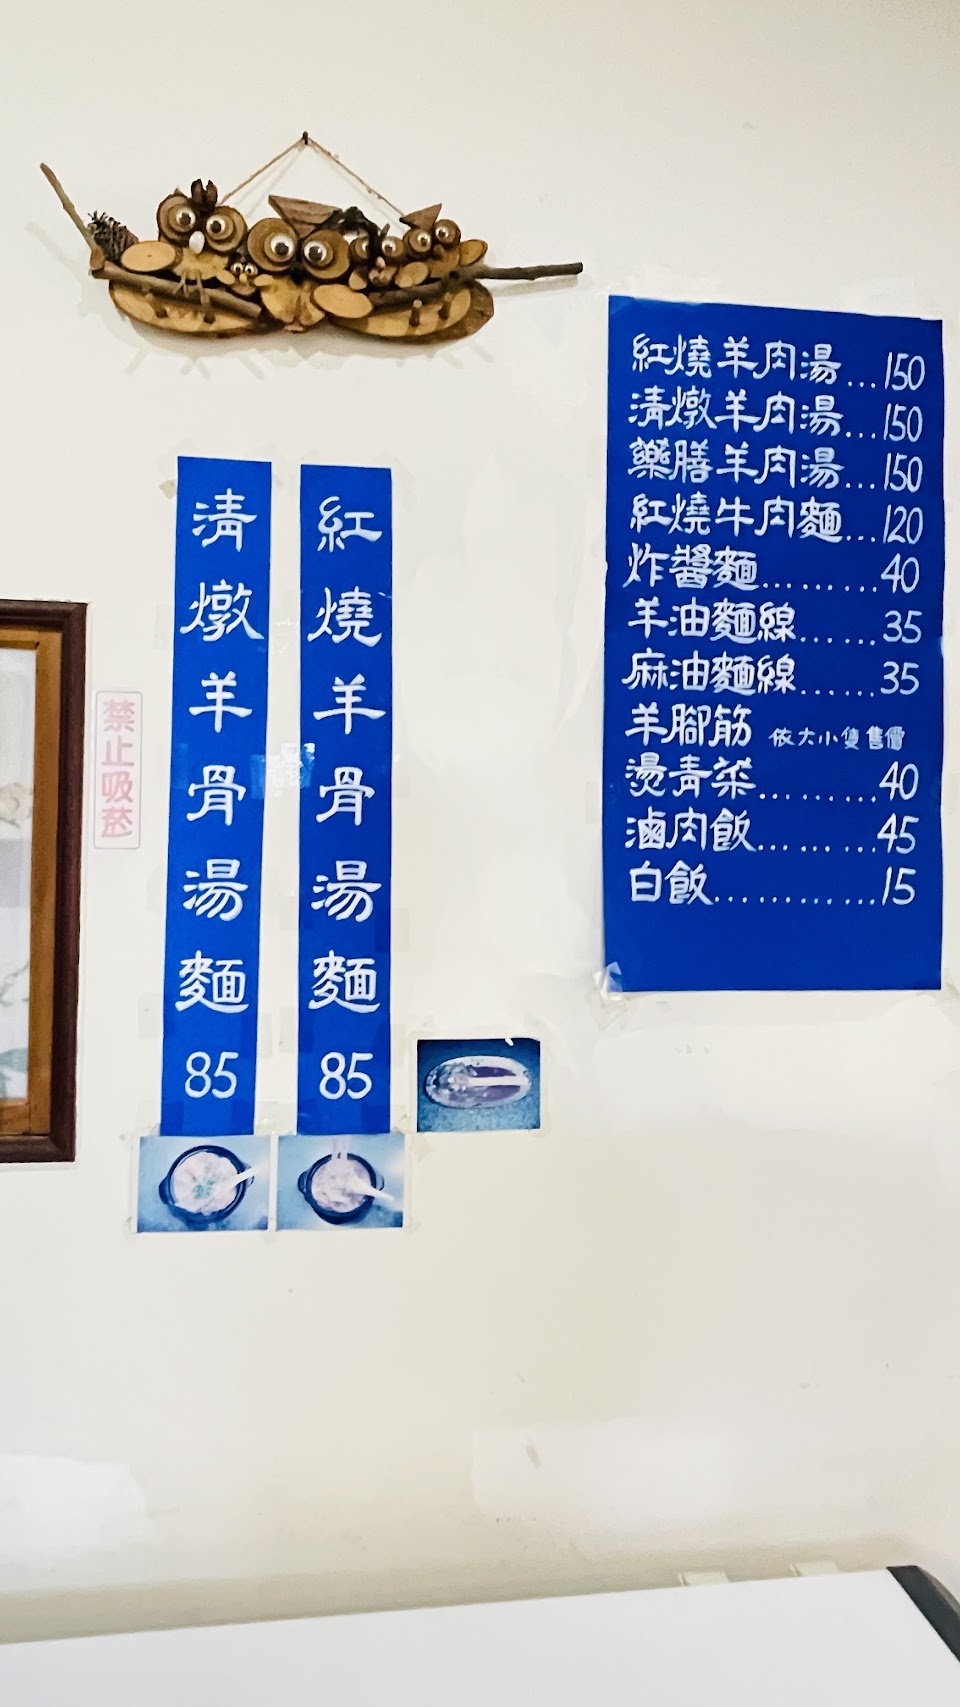 紅燒羊骨湯麵 85
清燉羊骨湯麵 85
禁止吸菸
紅燒羊肉湯...150
清燉羊肉湯...150
藥膳羊肉湯...150
紅燒牛肉麵...120
炸醬麵........40
羊油麵線......35
麻油麵線......35
羊腳筋 依大小隻售價
燙青菜.........40
滷肉飯.........45
白飯............15